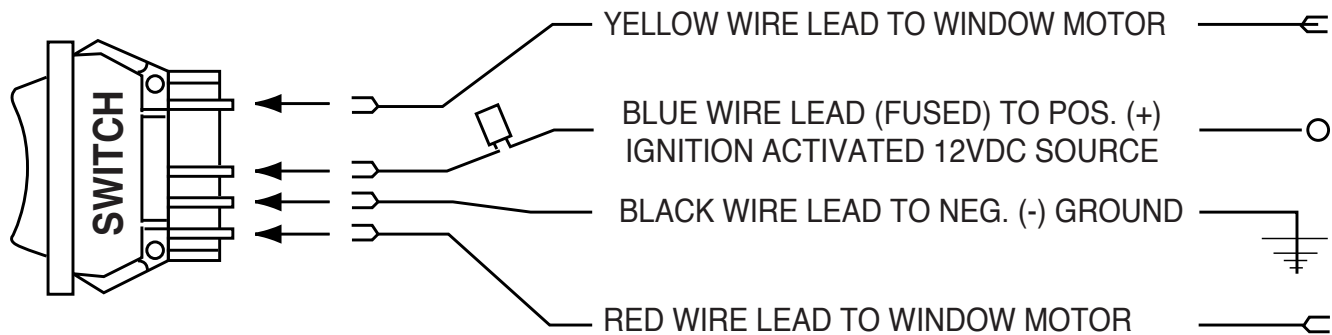 SWITCH
YELLOW WIRE LEAD TO WINDOW MOTOR
BLUE WIRE LEAD (FUSED) TO POS. (+)
IGNITION ACTIVATED 12VDC SOURCE
BLACK WIRE LEAD TO NEG. (-) GROUND
RED WIRE LEAD TO WINDOW MOTOR